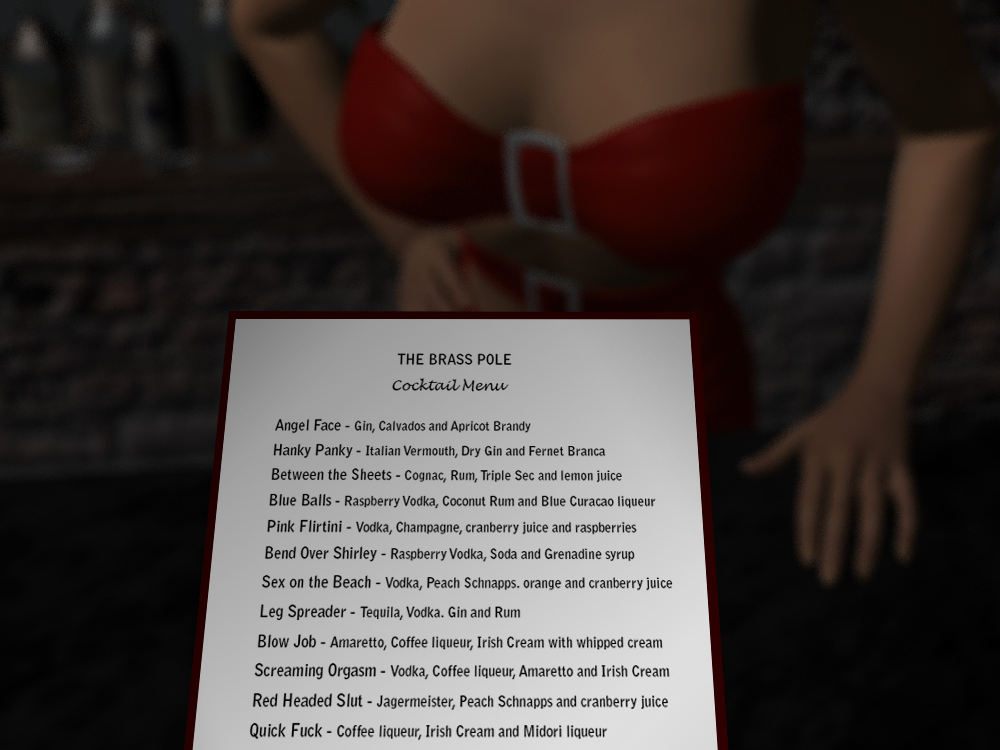 THE BRASS POLE
Cocktail Menu
Angel Face - Gin, Calvados and Apricot Brandy
Hanky Panky - Italian Vermouth, Dry Gin and Fernet Branca
Between the Sheets - Cognac, Rum, Triple Sec and lemon juice
Blue Balls - Raspberry Vodka, Coconut Rum and Blue Curacao liqueur
Pink Flirtini - Vodka, Champagne, cranberry juice and raspberries
Bend Over Shirley - Raspberry Vodka, Soda and Grenadine syrup
Sex on the Beach - Vodka, Peach Schnapps. orange and cranberry juice
Leg Spreader - Tequila, Vodka. Gin and Rum
Blow Job - Amaretto, Coffee liqueur, Irish Cream with whipped cream
Screaming Orgasm - Vodka, Coffee liqueur, Amaretto and Irish Cream
Red Headed Slut - Jagermeister, Peach Schnapps and cranberry juice
Quick Fuck - Coffee liqueur, Irish Cream and Midori liqueur